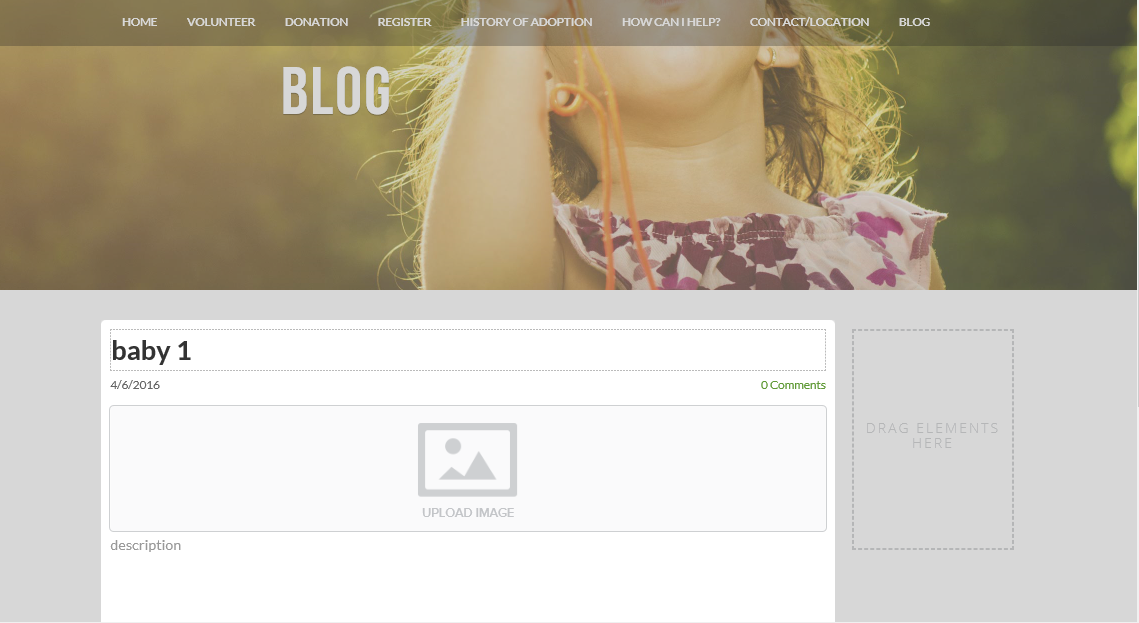 HOME VOLUNTEER DONATION REGISTER HISTORY OF ADOPTION HOW CAN I HELP? CONTACT/LOCATION BLOG
BLOG
baby 1
4/6/2016 0 Comments
UPLOAD IMAGE
description
DRAG ELEMENTS
HERE